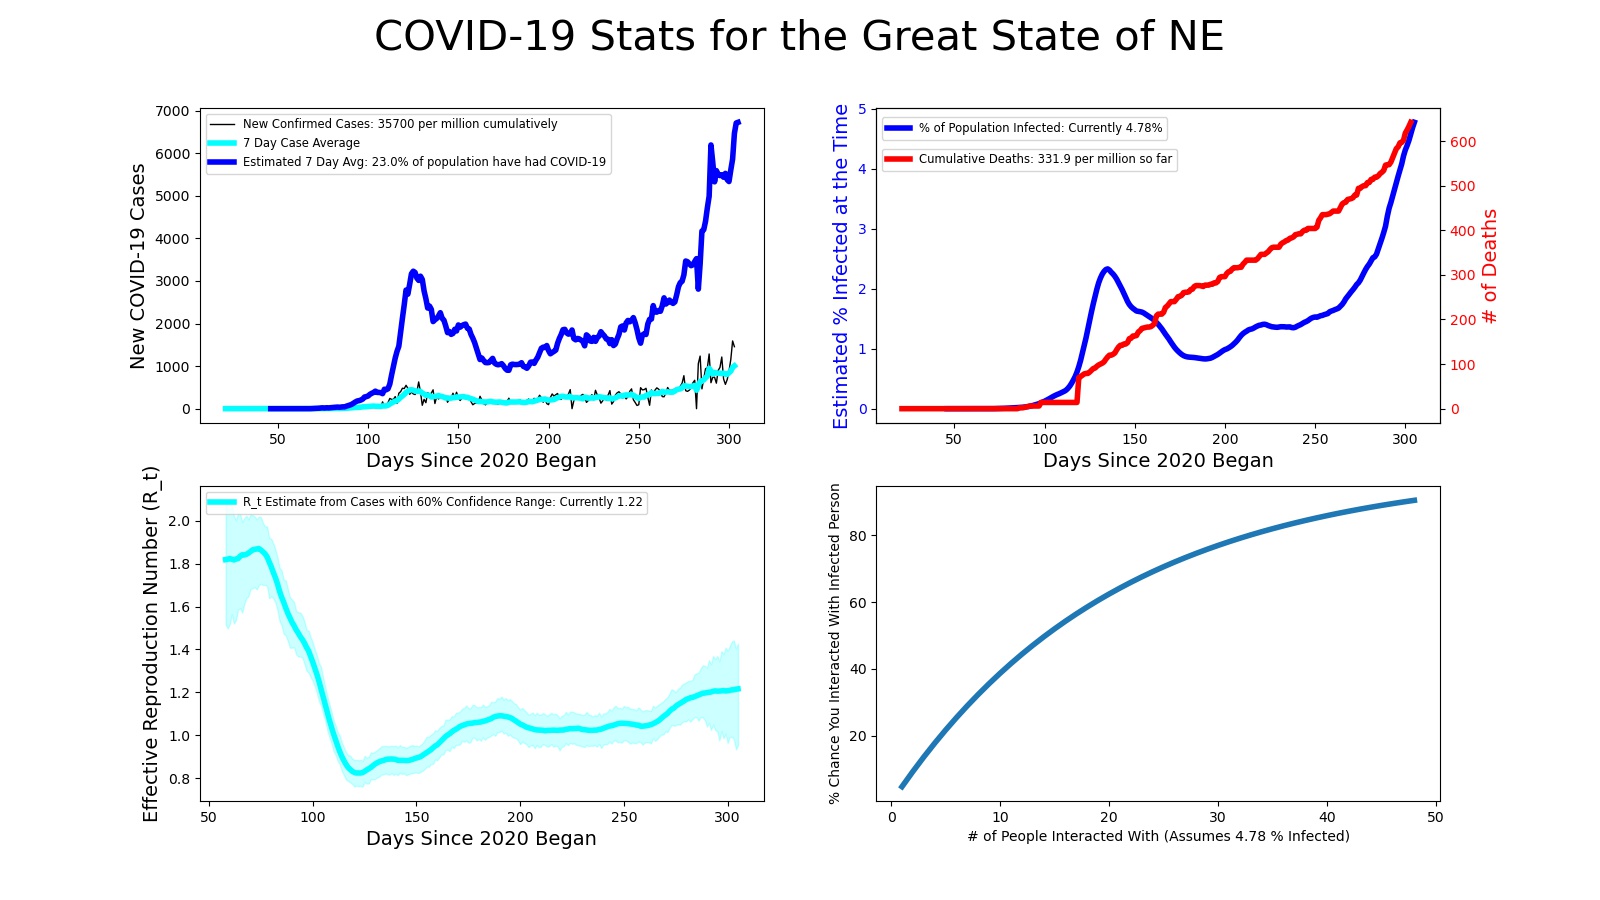 COVID-19 Stats for the Great State of NE
New COVID-19 Cases
7000
6000
5000
4000
3000
2000
1000
0
New Confirmed Cases: 35700 per million cumulatively
7 Day Case Average
Estimated 7 Day Avg: 23.0% of population have had COVID-19
50 100 150 200 250 300
Days Since 2020 Began
Estimated % Infected at the Time
5
4
3
2
1
0
% of Population Infected: Currently 4.78%
Cumulative Deaths: 331.9 per million so far
600
500
400
300
200
100
0
# of Deaths
50 100 150 200 250 300
Days Since 2020 Began
Effective Reproduction Number (R_t)
2.0
1.8
1.6
1.4
1.2
1.0
0.8
R_t Estimate from Cases with 60% Confidence Range: Currently 1.22
50 100 150 200 250 300
Days Since 2020 Began
% Chance You Interacted With Infected Person
80
60
40
20
0 10 20 30 40 50
# of People Interacted With (Assumes 4.78 % Infected)